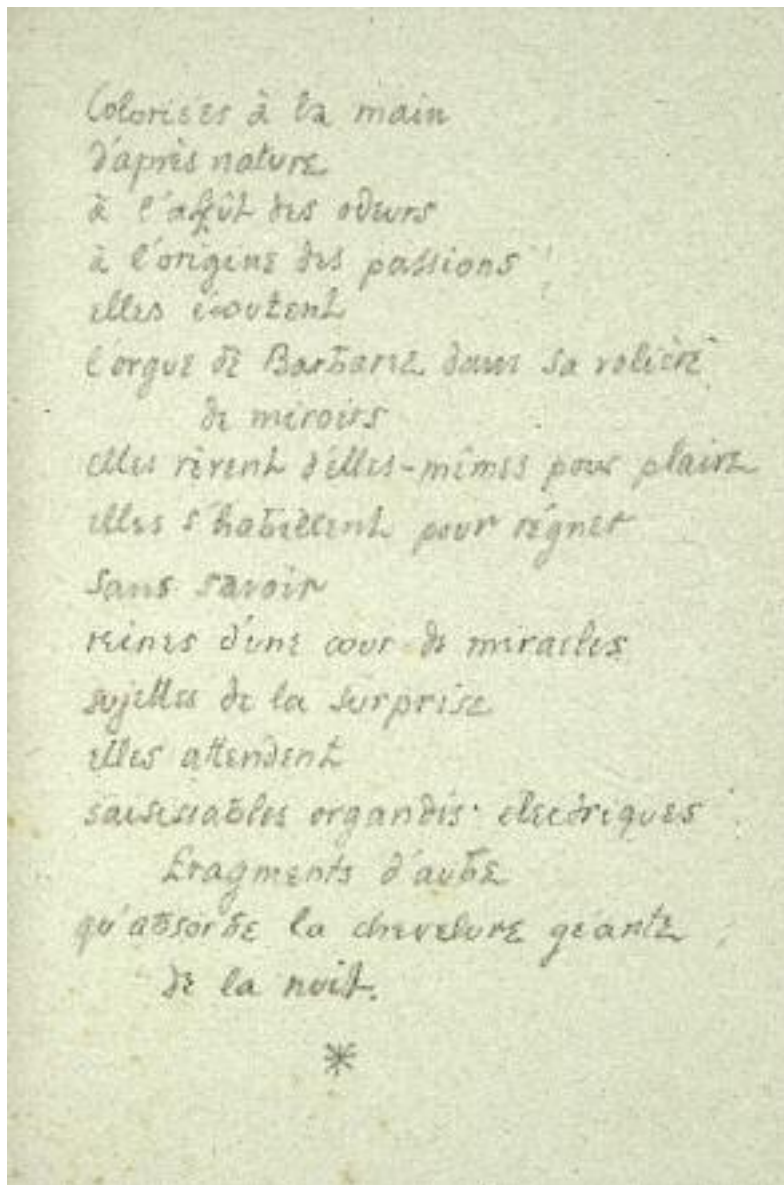 Coloriées à la main
d'après nature
à l'affût des odeurs
à l'origine des passions
elles écoutent
l'orgue de Barbarie dans sa volière
de miroirs
elles rêvent d'elles-mêmes pour plaire
elles s'habillent pour régner
sans savoir
reines d'une cour de miracles
sujettes de la surprise
elles attendent
saisissables organdis électriques
fragments d'aube
qu'absorbe la chevelure géante
de la nuit.
*